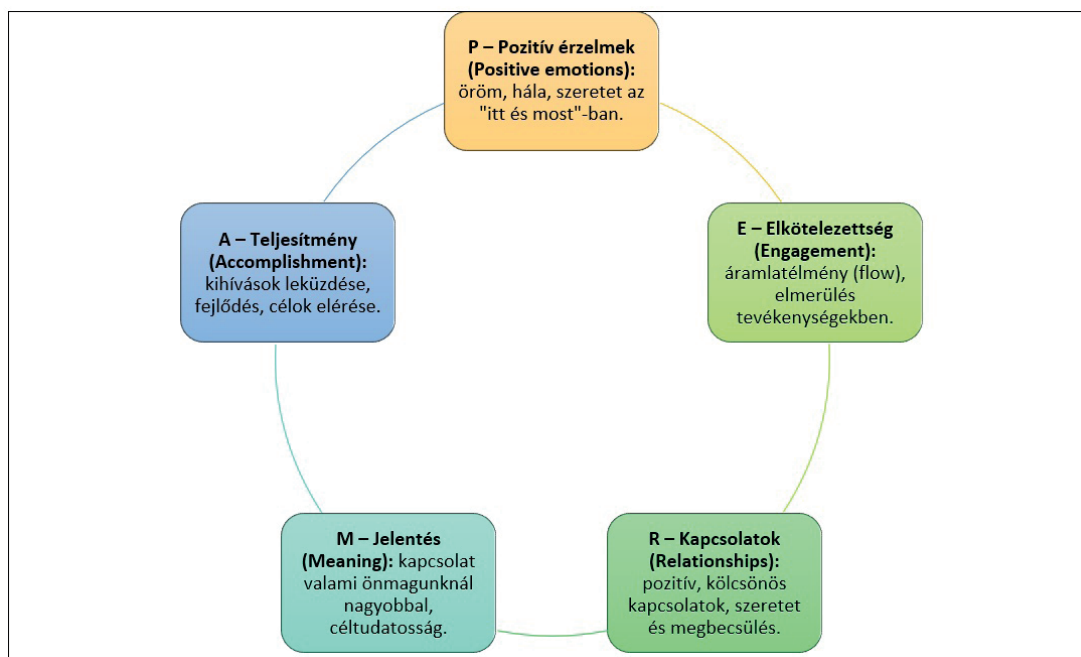 P – Pozitív érzelmek
(Positive emotions):
öröm, hála, szeretet az
"itt és most"-ban.
E – Elkötelezettség
(Engagement):
áramlatélmény (flow),
elmerülés
tevékenységekben.
R – Kapcsolatok
(Relationships):
pozitív, kölcsönös
kapcsolatok, szeretet
és megbecsülés.
M – Jelentés
(Meaning): kapcsolat
valami önmagunknál
nagyobbal,
céltudatosság.
A – Teljesítmény
(Accomplishment):
kihívások leküzdése,
fejlődés, célok elérése.